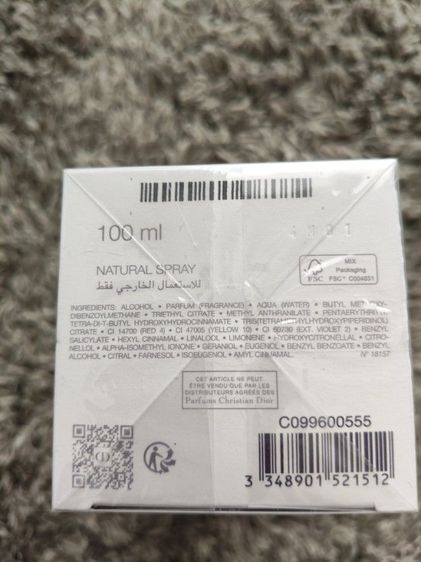 100 ml
NATURAL SPRAY
للاستعمال الخارجي فقط
FSC
MIX
Packaging
FSC™ C004851
INGREDIENTS: ALCOHOL • PARFUM (FRAGRANCE) • AQUA (WATER) • BUTYL METHOXY-
DIBENZOYLMETHANE • TRIETHYL CITRATE • METHYL ANTHRANILATE • PENTAERYTHRITYL
TETRA-DI-T-BUTYL HYDROXYHYDROCINNAMATE • TRIS(TETRAMETHYLHYDROXYPIPERIDINOL)
CITRATE • CI 14700 (RED 4) • CI 47005 (YELLOW 10) • CI 60730 (EXT. VIOLET 2) • BENZYL
SALICYLATE • HEXYL CINNAMAL • LINALOOL • LIMONENE • HYDROXYCITRONELLAL • CITRO-
NELLOL • ALPHA-ISOMETHYL IONONE • GERANIOL • EUGENOL • BENZYL BENZOATE • BENZYL
ALCOHOL • CITRAL • FARNESOL • ISOEUGENOL • AMYL CINNAMAL. N° 18157
CET ARTICLE NE PEUT
ÊTRE VENDU QUE PAR LES
DISTRIBUTEURS AGRÉÉS DES
Parfums Christian Dior
C099600555
3 348901 521512